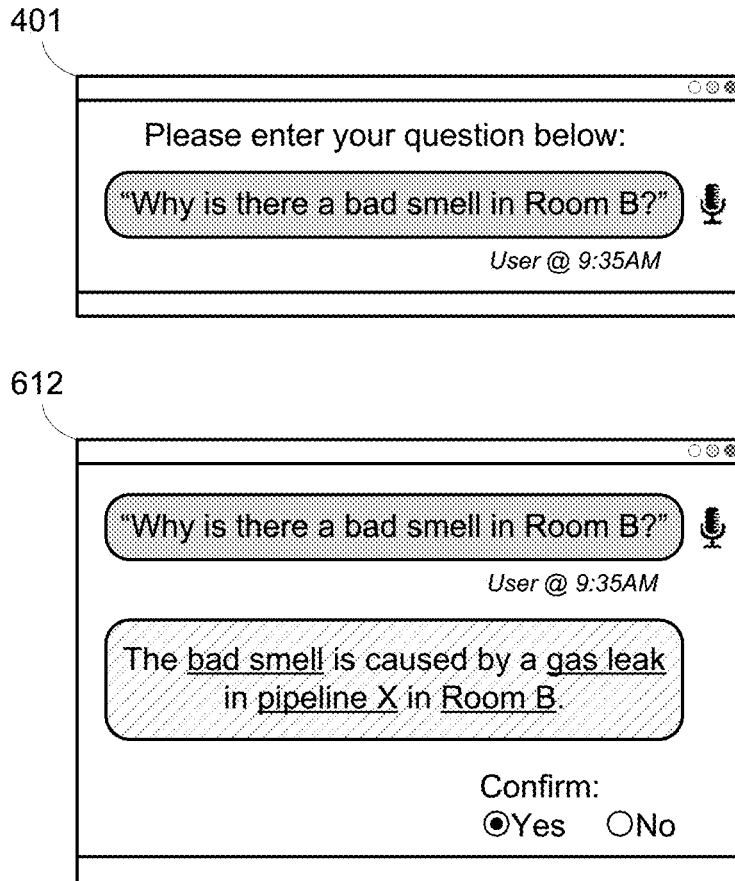 401
Please enter your question below:
“Why is there a bad smell in Room B?”
User @ 9:35AM
612
“Why is there a bad smell in Room B?”
User @ 9:35AM
The bad smell is caused by a gas leak
in pipeline X in Room B.
Confirm:
Yes No